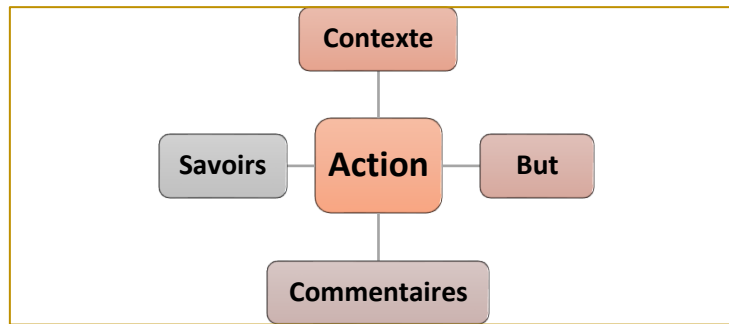 Contexte
Savoirs
Action
But
Commentaires